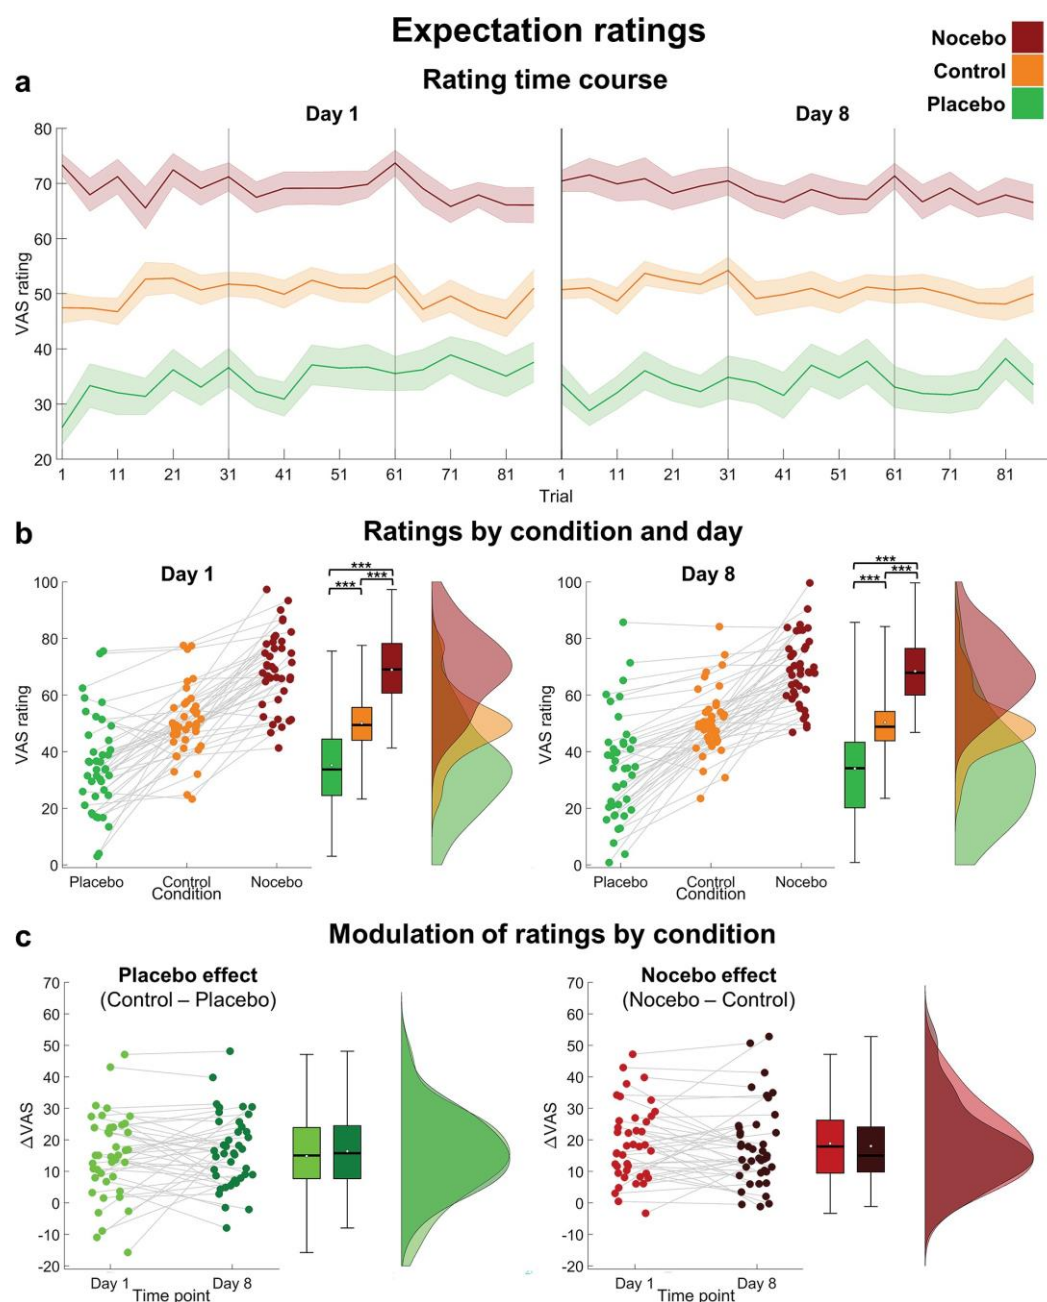 Expectation ratings
Nocebo
Control
Placebo
a
Rating time course
Day 1
Day 8
80
70
60
50
40
30
20
VAS rating
1 11 21 31 41 51 61 71 81
1 11 21 31 41 51 61 71 81
Trial
b
Ratings by condition and day
Day 1
*** *** ***
100
80
60
40
20
0
VAS rating
Placebo Control Nocebo
Condition
Day 8
*** *** ***
100
80
60
40
20
0
VAS rating
Placebo Control Nocebo
Condition
c
Modulation of ratings by condition
Placebo effect
(Control – Placebo)
70
60
50
40
30
20
10
0
-10
-20
ΔVAS
Day 1 Day 8
Time point
Nocebo effect
(Nocebo – Control)
70
60
50
40
30
20
10
0
-10
-20
ΔVAS
Day 1 Day 8
Time point